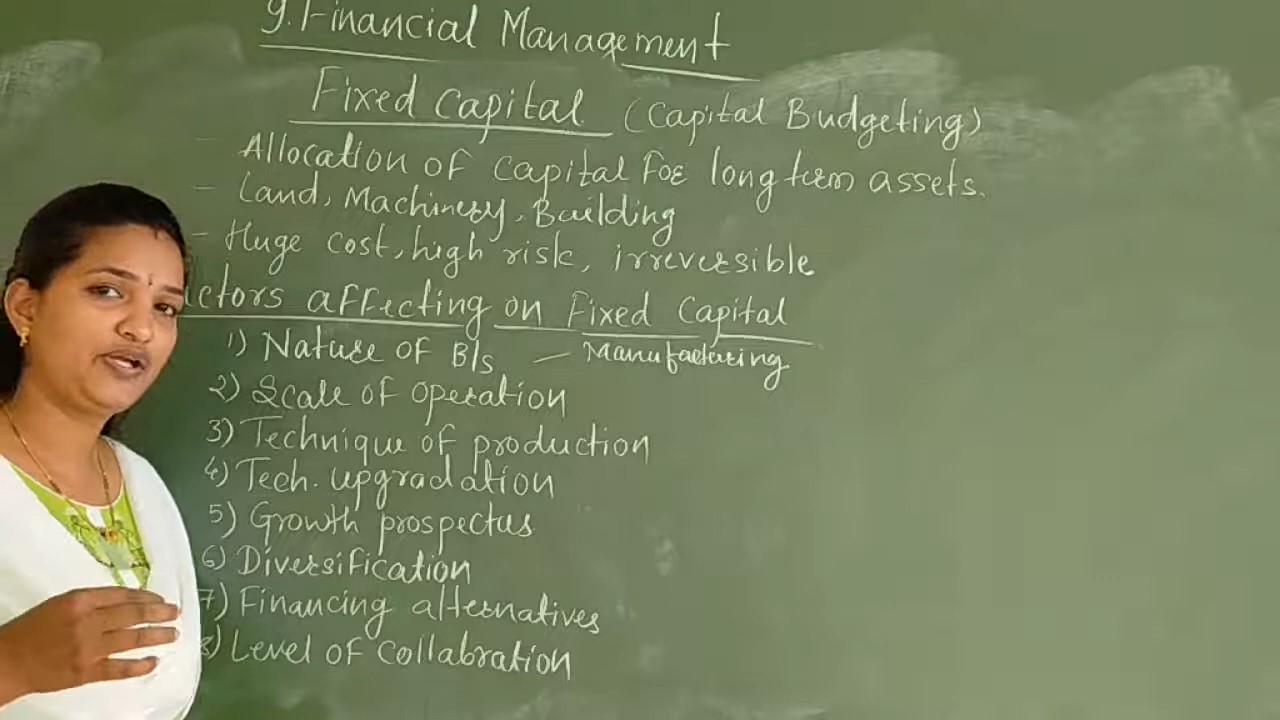 9. Financial Management
Fixed Capital (Capital Budgeting)
- Allocation of Capital for long term assets.
- Land, Machinery, Building
- Huge cost, high risk, irreversible
ctors affecting on Fixed Capital
1) Nature of B/s - Manufacturing
2) Scale of operation
3) Technique of production
4) Tech. upgradation
5) Growth prospectus
6) Diversification
7) Financing alternatives
8) Level of Collabration